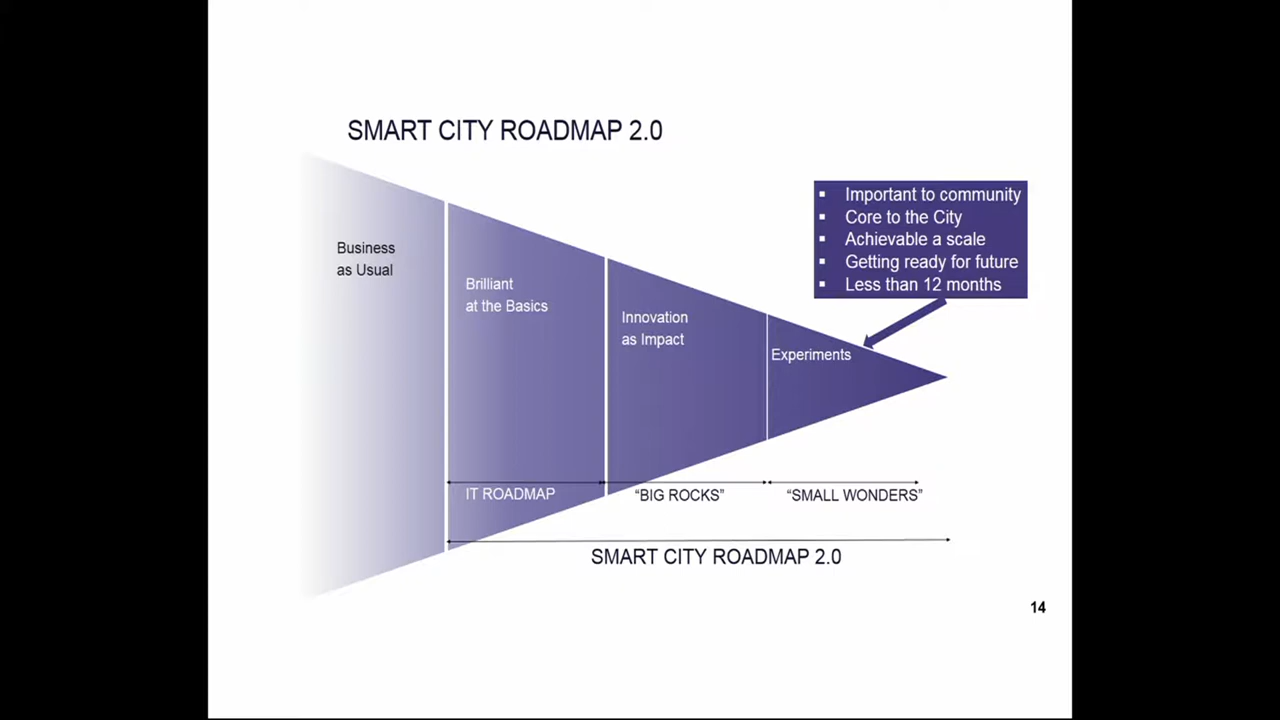 SMART CITY ROADMAP 2.0
▪ Important to community
▪ Core to the City
▪ Achievable a scale
▪ Getting ready for future
▪ Less than 12 months
Business
as Usual
Brilliant
at the Basics
Innovation
as Impact
Experiments
IT ROADMAP
“BIG ROCKS”
“SMALL WONDERS”
SMART CITY ROADMAP 2.0
14